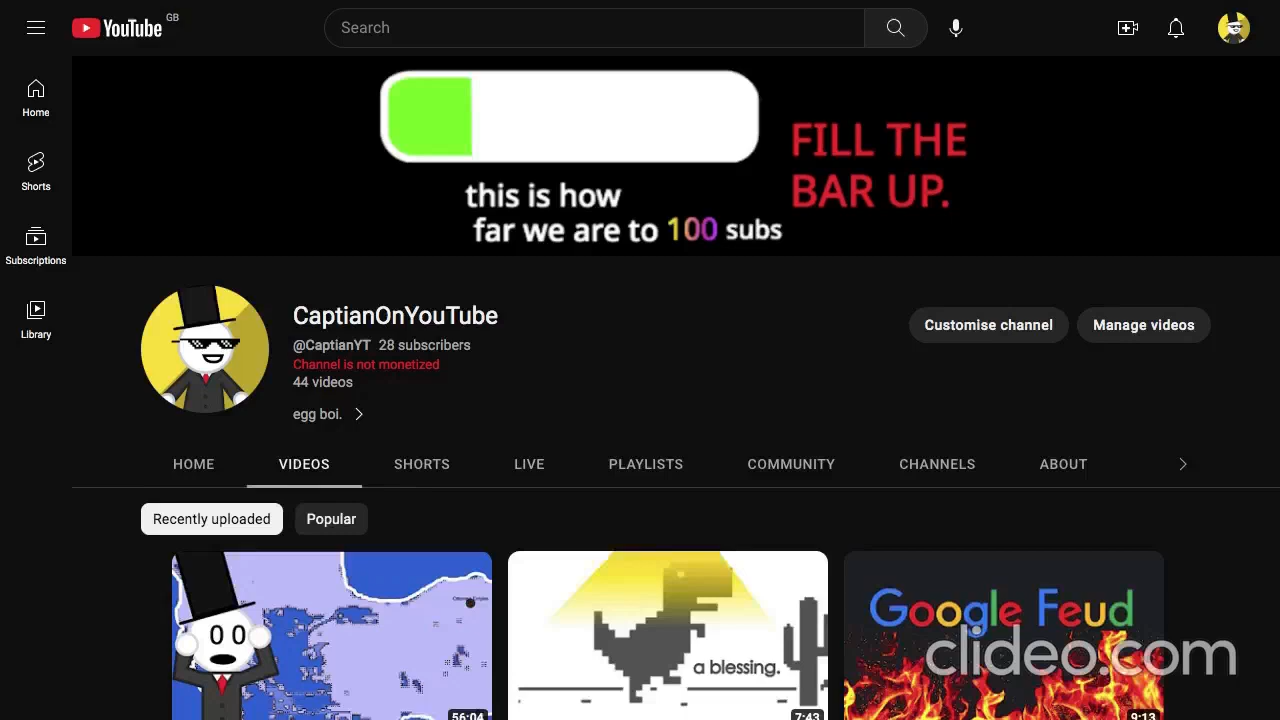 YouTube GB
Search
Home
Shorts
Subscriptions
Library
this is how
far we are to 100 subs
FILL THE
BAR UP.
CaptianOnYouTube
@CaptianYT 28 subscribers
Channel is not monetized
44 videos
egg boi.
Customise channel
Manage videos
HOME VIDEOS SHORTS LIVE PLAYLISTS COMMUNITY CHANNELS ABOUT
Recently uploaded Popular
56:04
a blessing.
7:43
Google Feud
9:13
clideo.com